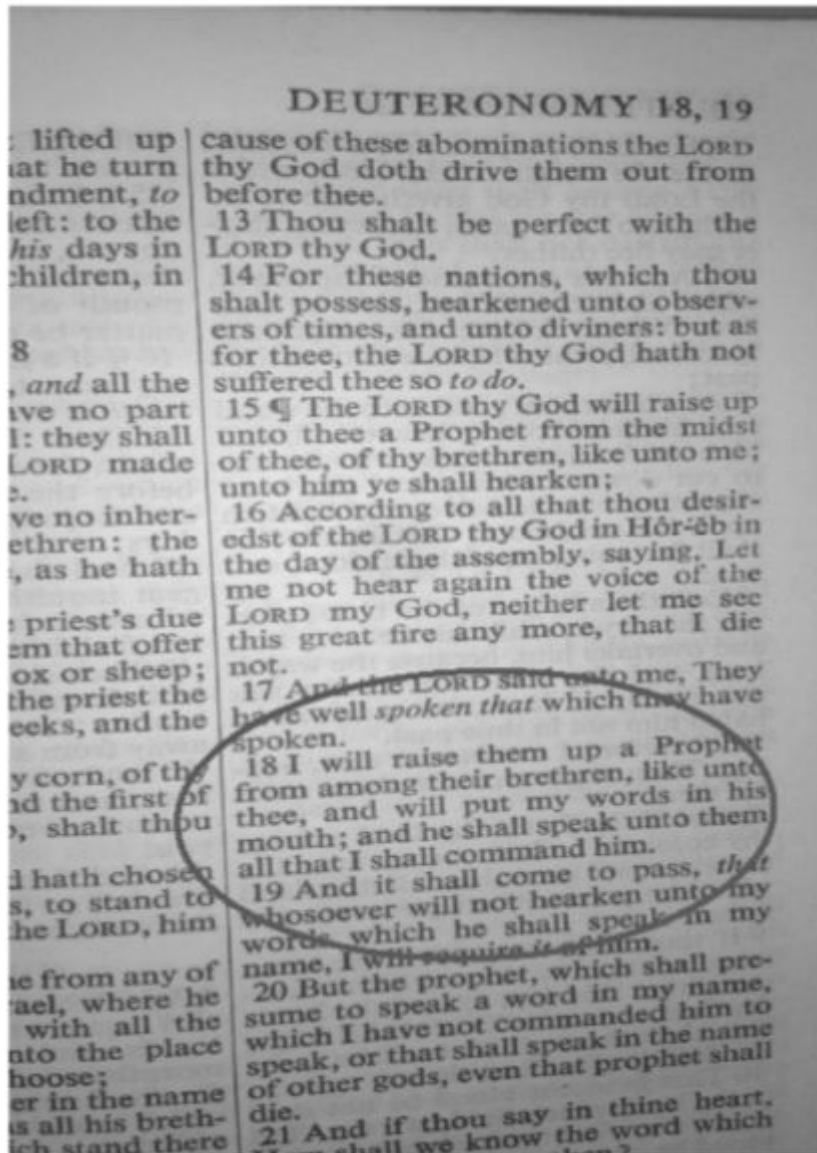 DEUTERONOMY 18, 19
lifted up
at he turn
ndment, to
left: to the
his days in
children, in
8
, and all the
ave no part
l: they shall
LORD made
e.
ve no inher-
ethren: the
, as he hath
priest's due
em that offer
ox or sheep;
the priest the
eeks, and the
y corn, of thy
nd the first of
, shalt thou
d hath chosen
s, to stand to
the LORD, him
ne from any of
rael, where he
with all the
nto the place
hoose;
er in the name
s all his breth-
ich stand there
cause of these abominations the LORD
thy God doth drive them out from
before thee.
13 Thou shalt be perfect with the
LORD thy God.
14 For these nations, which thou
shalt possess, hearkened unto observ-
ers of times, and unto diviners: but as
for thee, the LORD thy God hath not
suffered thee so to do.
15 ¶ The LORD thy God will raise up
unto thee a Prophet from the midst
of thee, of thy brethren, like unto me;
unto him ye shall hearken;
16 According to all that thou desir-
edst of the LORD thy God in Hôr-ĕb in
the day of the assembly, saying, Let
me not hear again the voice of the
LORD my God, neither let me see
this great fire any more, that I die
not.
17 And the LORD said unto me, They
have well spoken that which they have
spoken.
18 I will raise them up a Prophet
from among their brethren, like unto
thee, and will put my words in his
mouth; and he shall speak unto them
all that I shall command him.
19 And it shall come to pass, that
whosoever will not hearken unto my
words which he shall speak in my
name, I will require it of him.
20 But the prophet, which shall pre-
sume to speak a word in my name,
which I have not commanded him to
speak, or that shall speak in the name
of other gods, even that prophet shall
die.
21 And if thou say in thine heart,
shall we know the word which